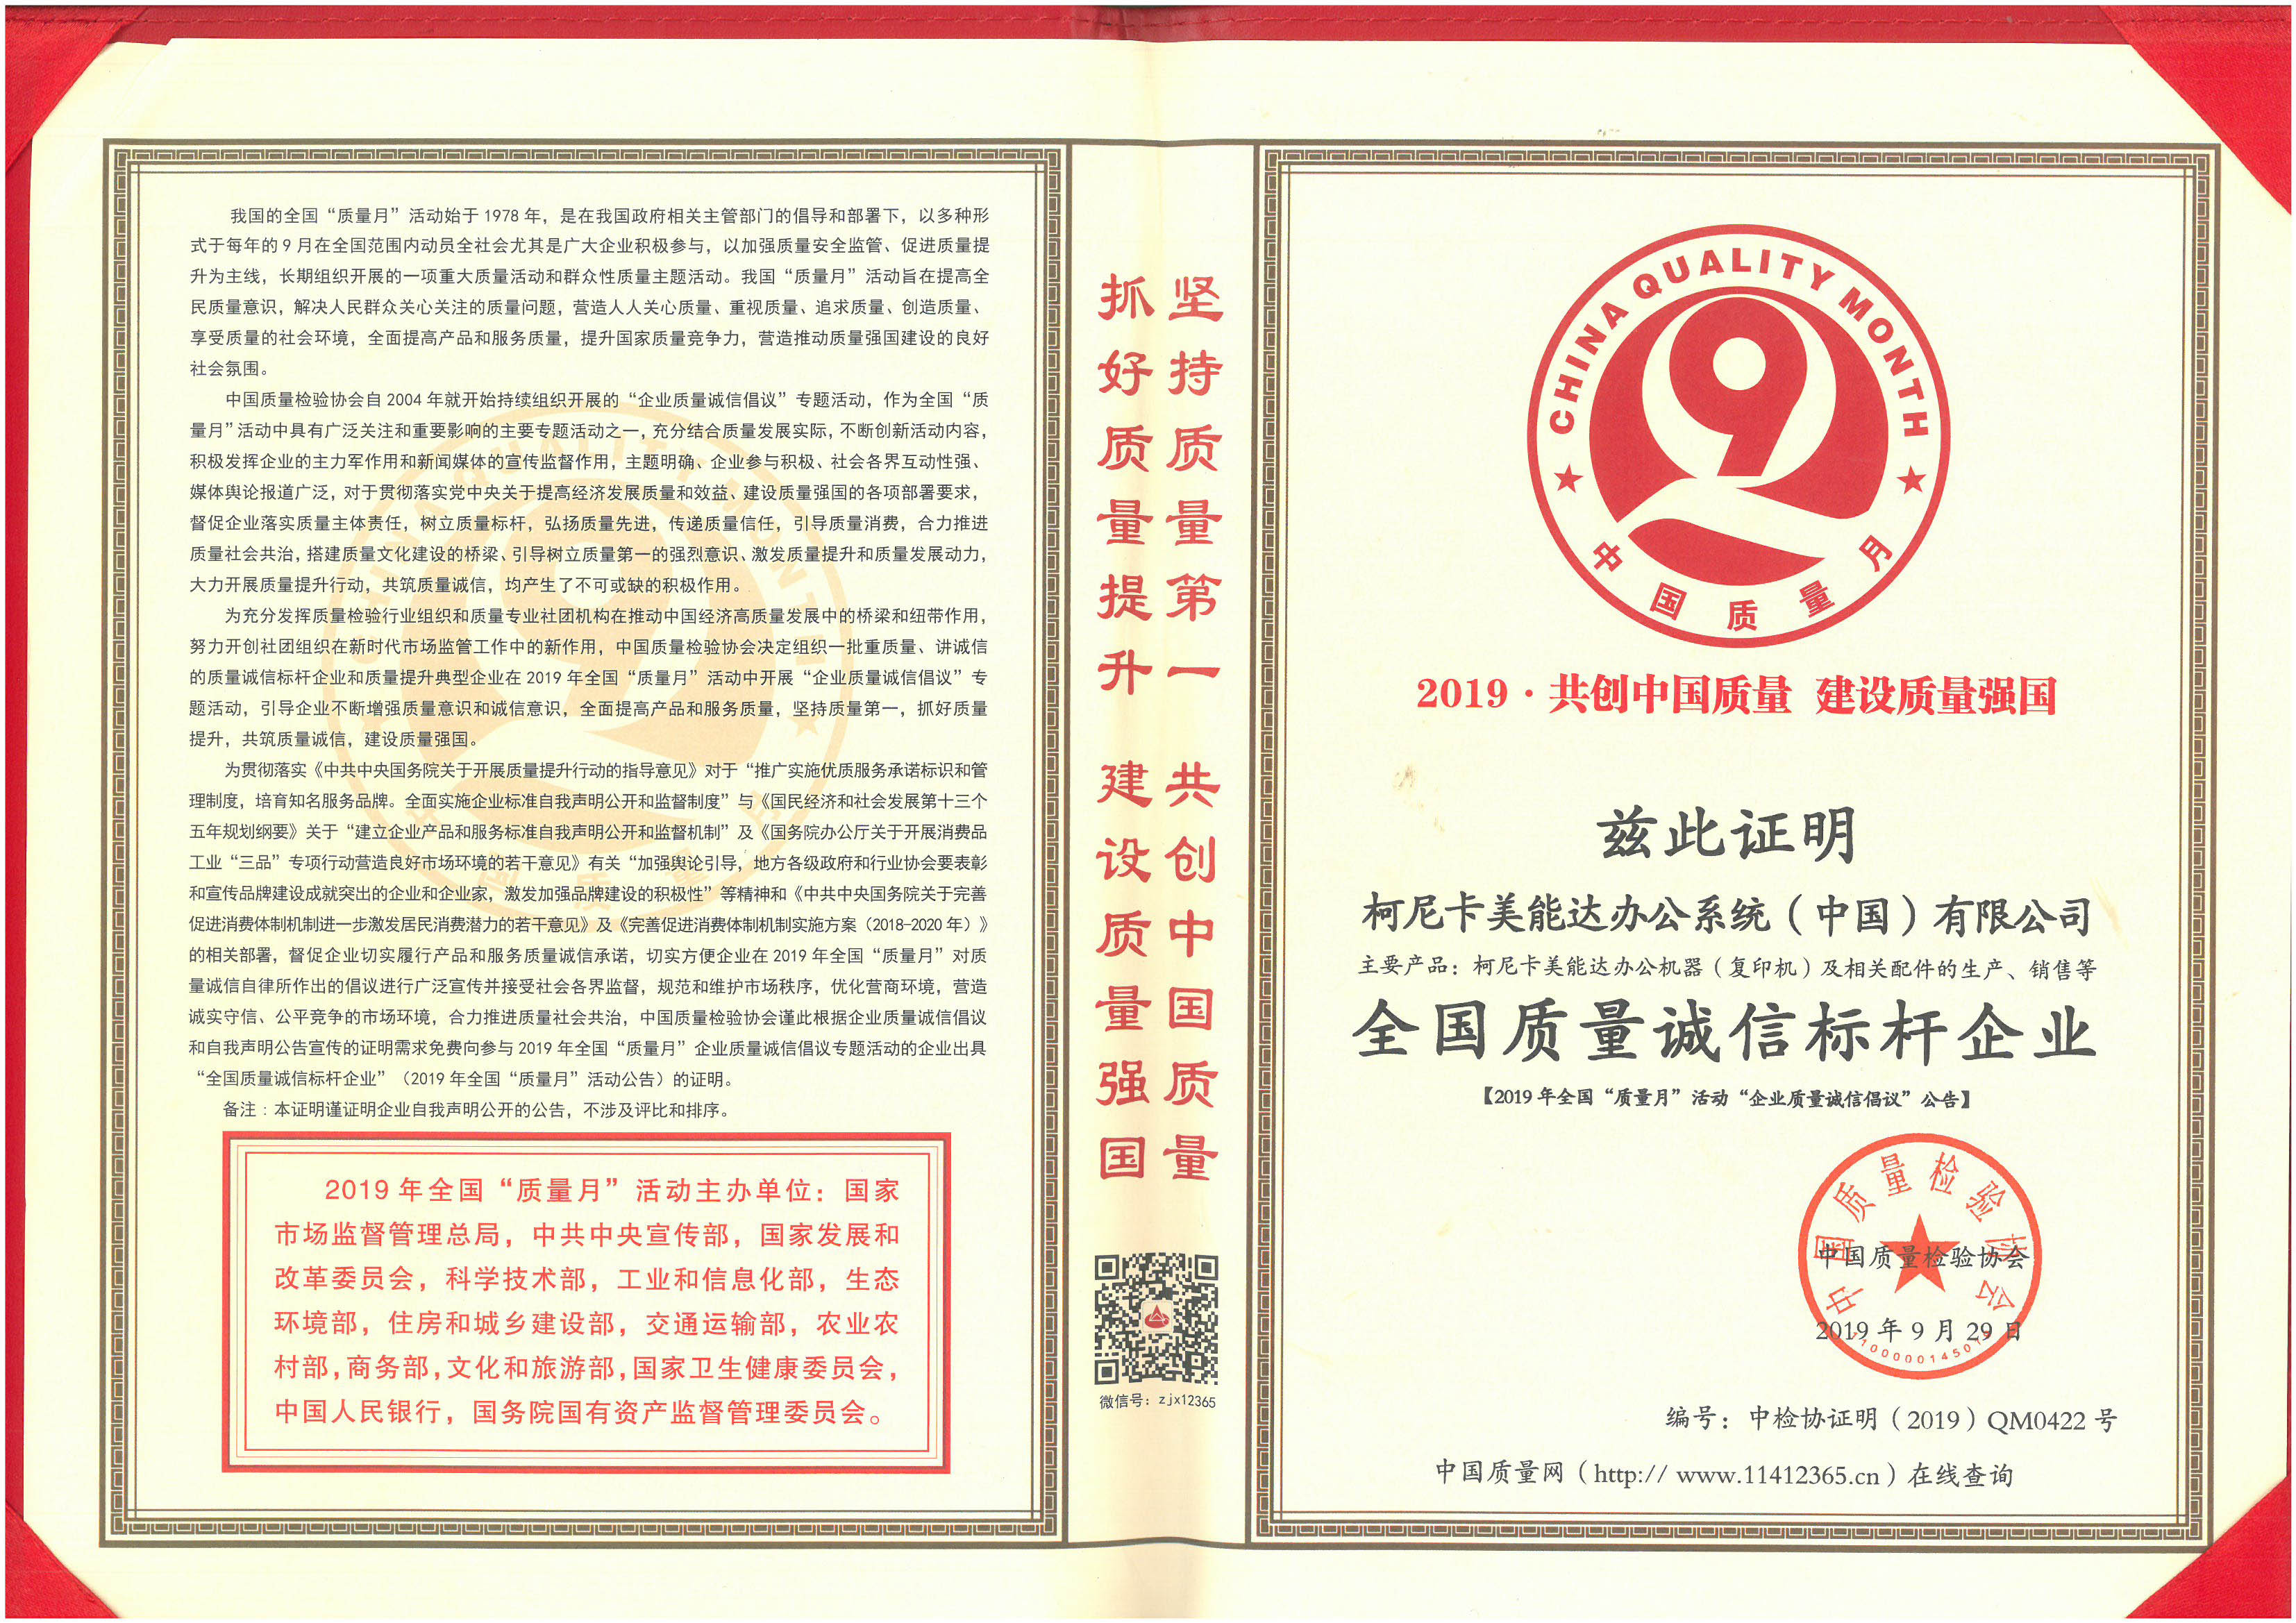 我国的全国“质量月”活动始于1978年，是在我国政府相关主管部门的倡导和部署下，以多种形
式于每年的9月在全国范围内动员全社会尤其是广大企业积极参与，以加强质量安全监管、促进质量提
升为主线，长期组织开展的一项重大质量活动和群众性质量主题活动。我国“质量月”活动旨在提高全
民质量意识，解决人民群众关心关注的质量问题，营造人人关心质量、重视质量、追求质量、创造质量、
享受质量的社会环境，全面提高产品和服务质量，提升国家质量竞争力，营造推动质量强国建设的良好
社会氛围。
中国质量检验协会自2004年就开始持续组织开展的“企业质量诚信倡议”专题活动，作为全国“质
量月”活动中具有广泛关注和重要影响的主要专题活动之一，充分结合质量发展实际，不断创新活动内容，
积极发挥企业的主力军作用和新闻媒体的宣传监督作用，主题明确、企业参与积极、社会各界互动性强、
媒体舆论报道广泛，对于贯彻落实党中央关于提高经济发展质量和效益、建设质量强国的各项部署要求，
督促企业落实质量主体责任，树立质量标杆，弘扬质量先进，传递质量信任，引导质量消费，合力推进
质量社会共治，搭建质量文化建设的桥梁、引导树立质量第一的强烈意识、激发质量提升和质量发展动力，
大力开展质量提升行动，共筑质量诚信，均产生了不可或缺的积极作用。
为充分发挥质量检验行业组织和质量专业社团机构在推动中国经济高质量发展中的桥梁和纽带作用，
努力开创社团组织在新时代市场监管工作中的新作用，中国质量检验协会决定组织一批重质量、讲诚信
的质量诚信标杆企业和质量提升典型企业在2019年全国“质量月”活动中开展“企业质量诚信倡议”专
题活动，引导企业不断增强质量意识和诚信意识，全面提高产品和服务质量，坚持质量第一，抓好质量
提升，共筑质量诚信，建设质量强国。
为贯彻落实《中共中央国务院关于开展质量提升行动的指导意见》对于“推广实施优质服务承诺标识和管
理制度，培育知名服务品牌。全面实施企业标准自我声明公开和监督制度”与《国民经济和社会发展第十三个
五年规划纲要》关于“建立企业产品和服务标准自我声明公开和监督机制”及《国务院办公厅关于开展消费品
工业“三品”专项行动营造良好市场环境的若干意见》有关“加强舆论引导，地方各级政府和行业协会要表彰
和宣传品牌建设成就突出的企业和企业家，激发加强品牌建设的积极性”等精神和《中共中央国务院关于完善
促进消费体制机制进一步激发居民消费潜力的若干意见》及《完善促进消费体制机制实施方案（2018-2020年）》
的相关部署，督促企业切实履行产品和服务质量诚信承诺，切实方便企业在2019年全国“质量月”对质
量诚信自律所作出的倡议进行广泛宣传并接受社会各界监督，规范和维护市场秩序，优化营商环境，营造
诚实守信、公平竞争的市场环境，合力推进质量社会共治，中国质量检验协会谨此根据企业质量诚信倡议
和自我声明公告宣传的证明需求免费向参与2019年全国“质量月”企业质量诚信倡议专题活动的企业出具
“全国质量诚信标杆企业”（2019年全国“质量月”活动公告）的证明。
备注：本证明谨证明企业自我声明公开的公告，不涉及评比和排序。
2019年全国“质量月”活动主办单位：国家
市场监督管理总局，中共中央宣传部，国家发展和
改革委员会，科学技术部，工业和信息化部，生态
环境部，住房和城乡建设部，交通运输部，农业农
村部，商务部，文化和旅游部，国家卫生健康委员会，
中国人民银行，国务院国有资产监督管理委员会。
坚持质量第一 共创中国质量
抓好质量提升 建设质量强国
微信号：zjx12365
CHINA QUALITY MONTH
中国质量月
2019·共创中国质量 建设质量强国
兹此证明
柯尼卡美能达办公系统（中国）有限公司
主要产品：柯尼卡美能达办公机器（复印机）及相关配件的生产、销售等
全国质量诚信标杆企业
【2019年全国“质量月”活动“企业质量诚信倡议”公告】
中国质量检验协会
中国质量检验协会
2019年9月29日
编号：中检协证明（2019）QM0422号
中国质量网（http:// www.11412365.cn）在线查询